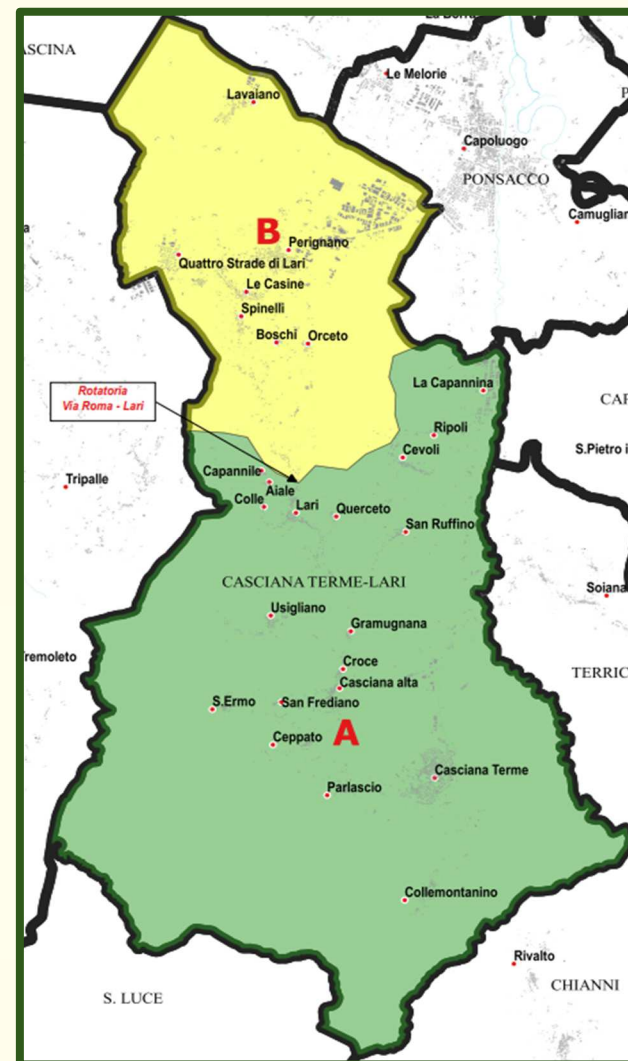 ASCINA
Le Melorie
Lavaiano
Capoluogo
PONSACCO
Camuglian
B
Perignano
Quattro Strade di Lari
Le Casine
Spinelli
Boschi
Orceto
Rotatoria
Via Roma - Lari
La Capannina
CAF
Ripoli
Cevoli
S.Pietro i
Capannile
Tripalle
Aiale
Colle
Lari
Querceto
San Ruffino
CASCIANA TERME-LARI
Soiana
Usigliano
Gramugnana
Tremoleto
Croce
TERRIC
Casciana alta
S.Ermo
San Frediano
A
Ceppato
Casciana Terme
Parlascio
Collemontanino
Rivalto
CHIANNI
S. LUCE